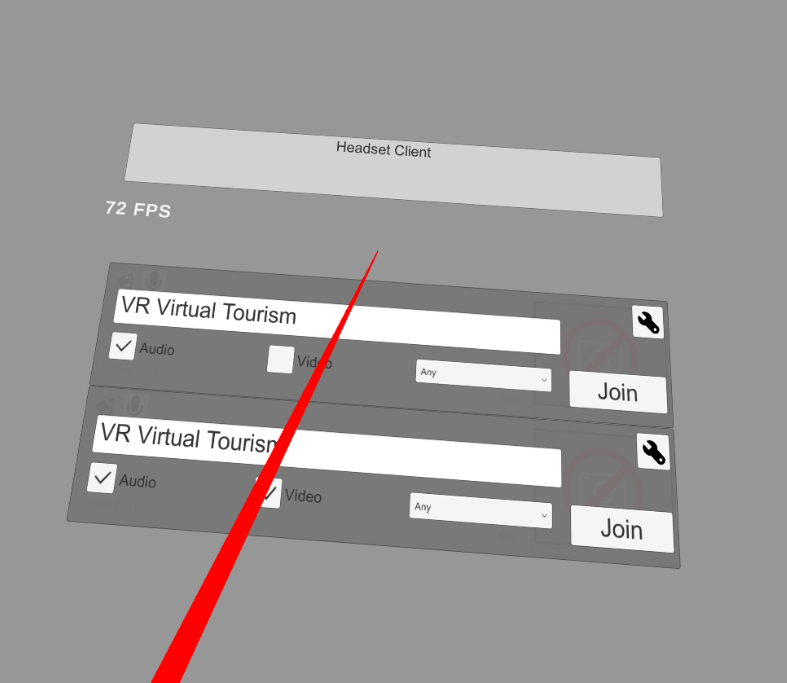 Headset Client
72 FPS
VR Virtual Tourism
Audio
Video
Any
Join
VR Virtual Tourism
Audio
Video
Any
Join